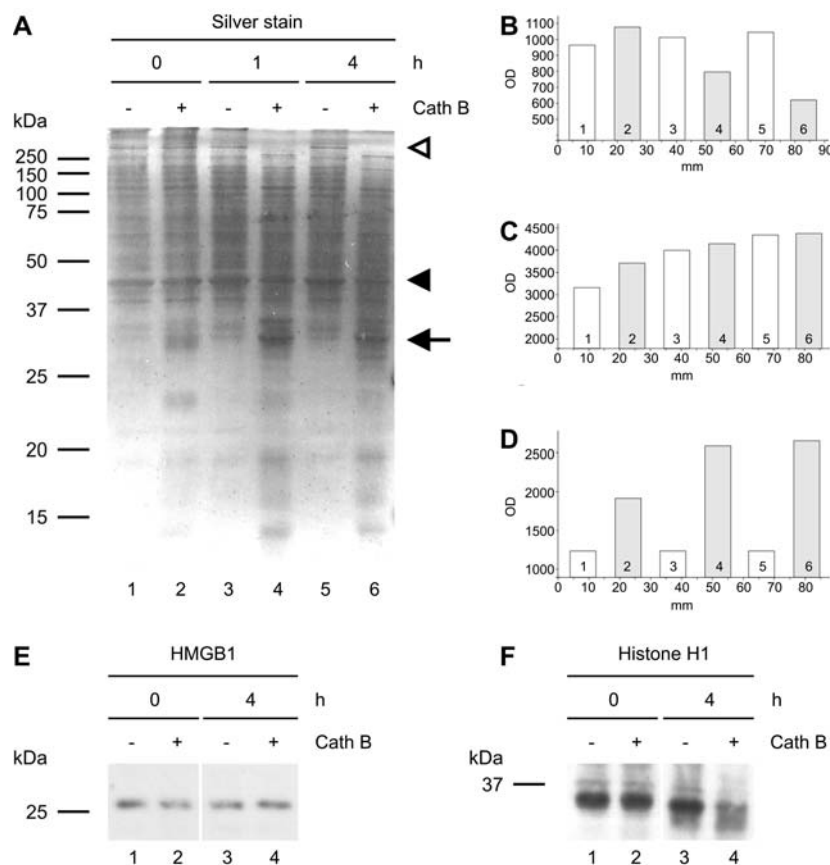 A
Silver stain
0 1 4 h
- + - + - + Cath B
kDa
250
150
100
75
50
37
25
20
15
1 2 3 4 5 6
B
OD
1100
1000
900
800
700
600
500
1 2 3 4 5 6
0 10 20 30 40 50 60 70 80 90
mm
C
OD
4500
4000
3500
3000
2500
2000
1 2 3 4 5 6
0 10 20 30 40 50 60 70 80
mm
D
OD
2500
2000
1500
1000
1 2 3 4 5 6
0 10 20 30 40 50 60 70 80
mm
E
HMGB1
0 4 h
- + - + Cath B
kDa
25
1 2 3 4
F
Histone H1
0 4 h
- + - + Cath B
kDa
37
1 2 3 4